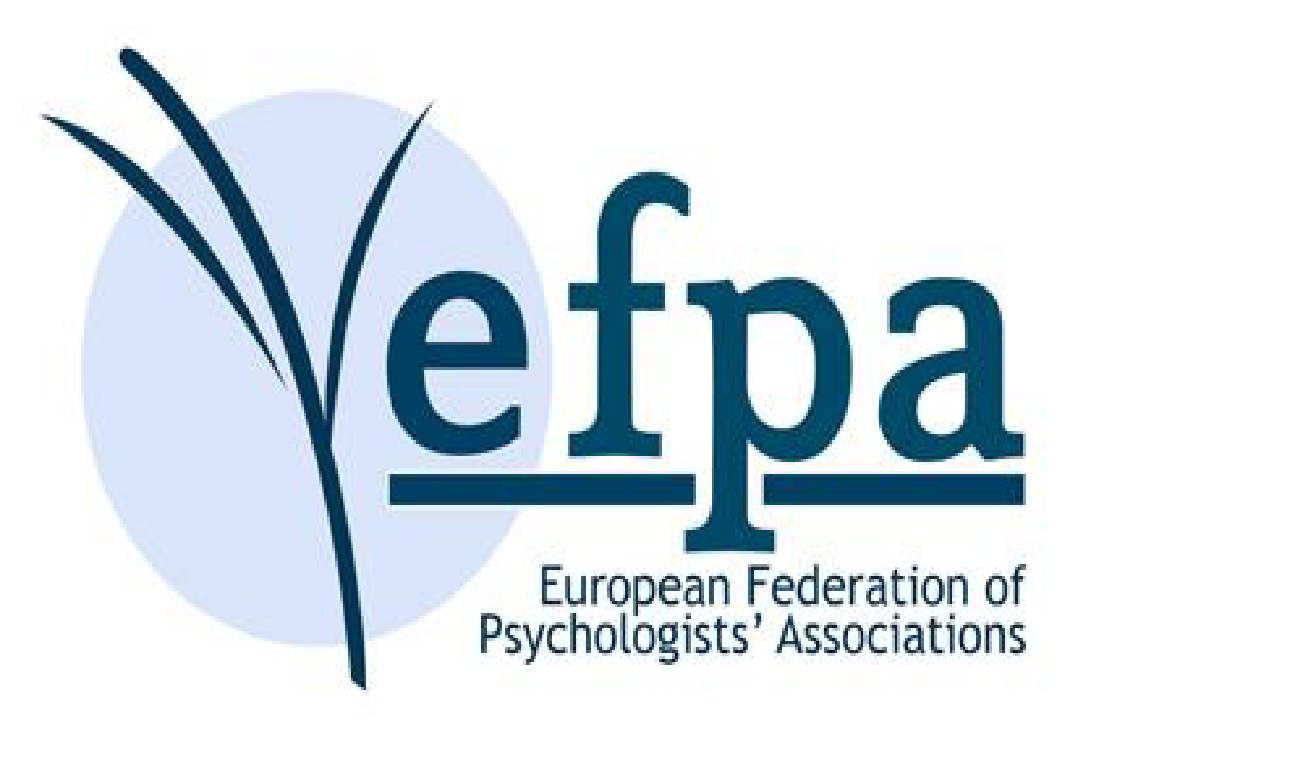 efpa
European Federation of
Psychologists’ Associations